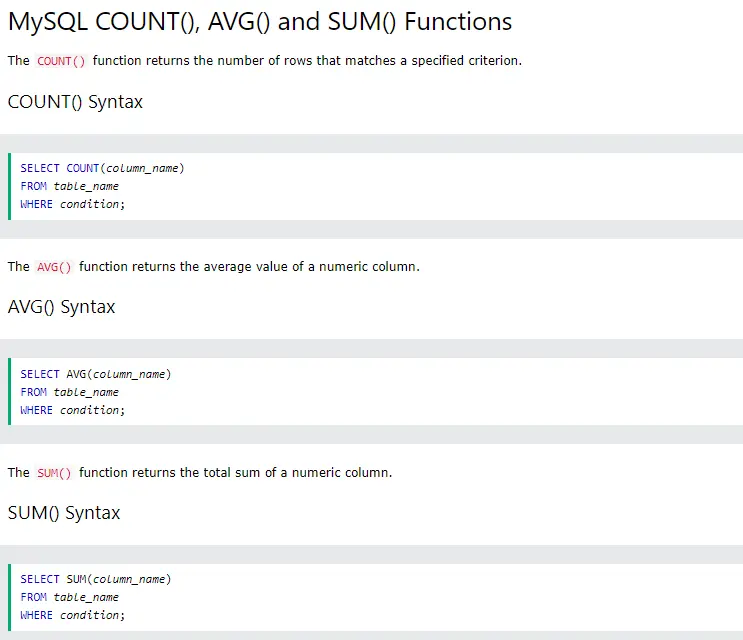 MySQL COUNT(), AVG() and SUM() Functions
The COUNT() function returns the number of rows that matches a specified criterion.
COUNT() Syntax
SELECT COUNT(column_name)
FROM table_name
WHERE condition;
The AVG() function returns the average value of a numeric column.
AVG() Syntax
SELECT AVG(column_name)
FROM table_name
WHERE condition;
The SUM() function returns the total sum of a numeric column.
SUM() Syntax
SELECT SUM(column_name)
FROM table_name
WHERE condition;